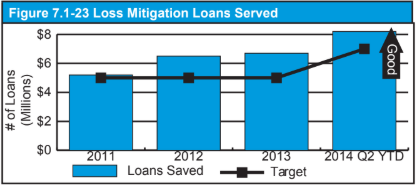 Figure 7.1-23 Loss Mitigation Loans Served
# of Loans
(Millions)
$8
$6
$4
$2
$0
Good
2011 2012 2013 2014 Q2 YTD
Loans Saved Target